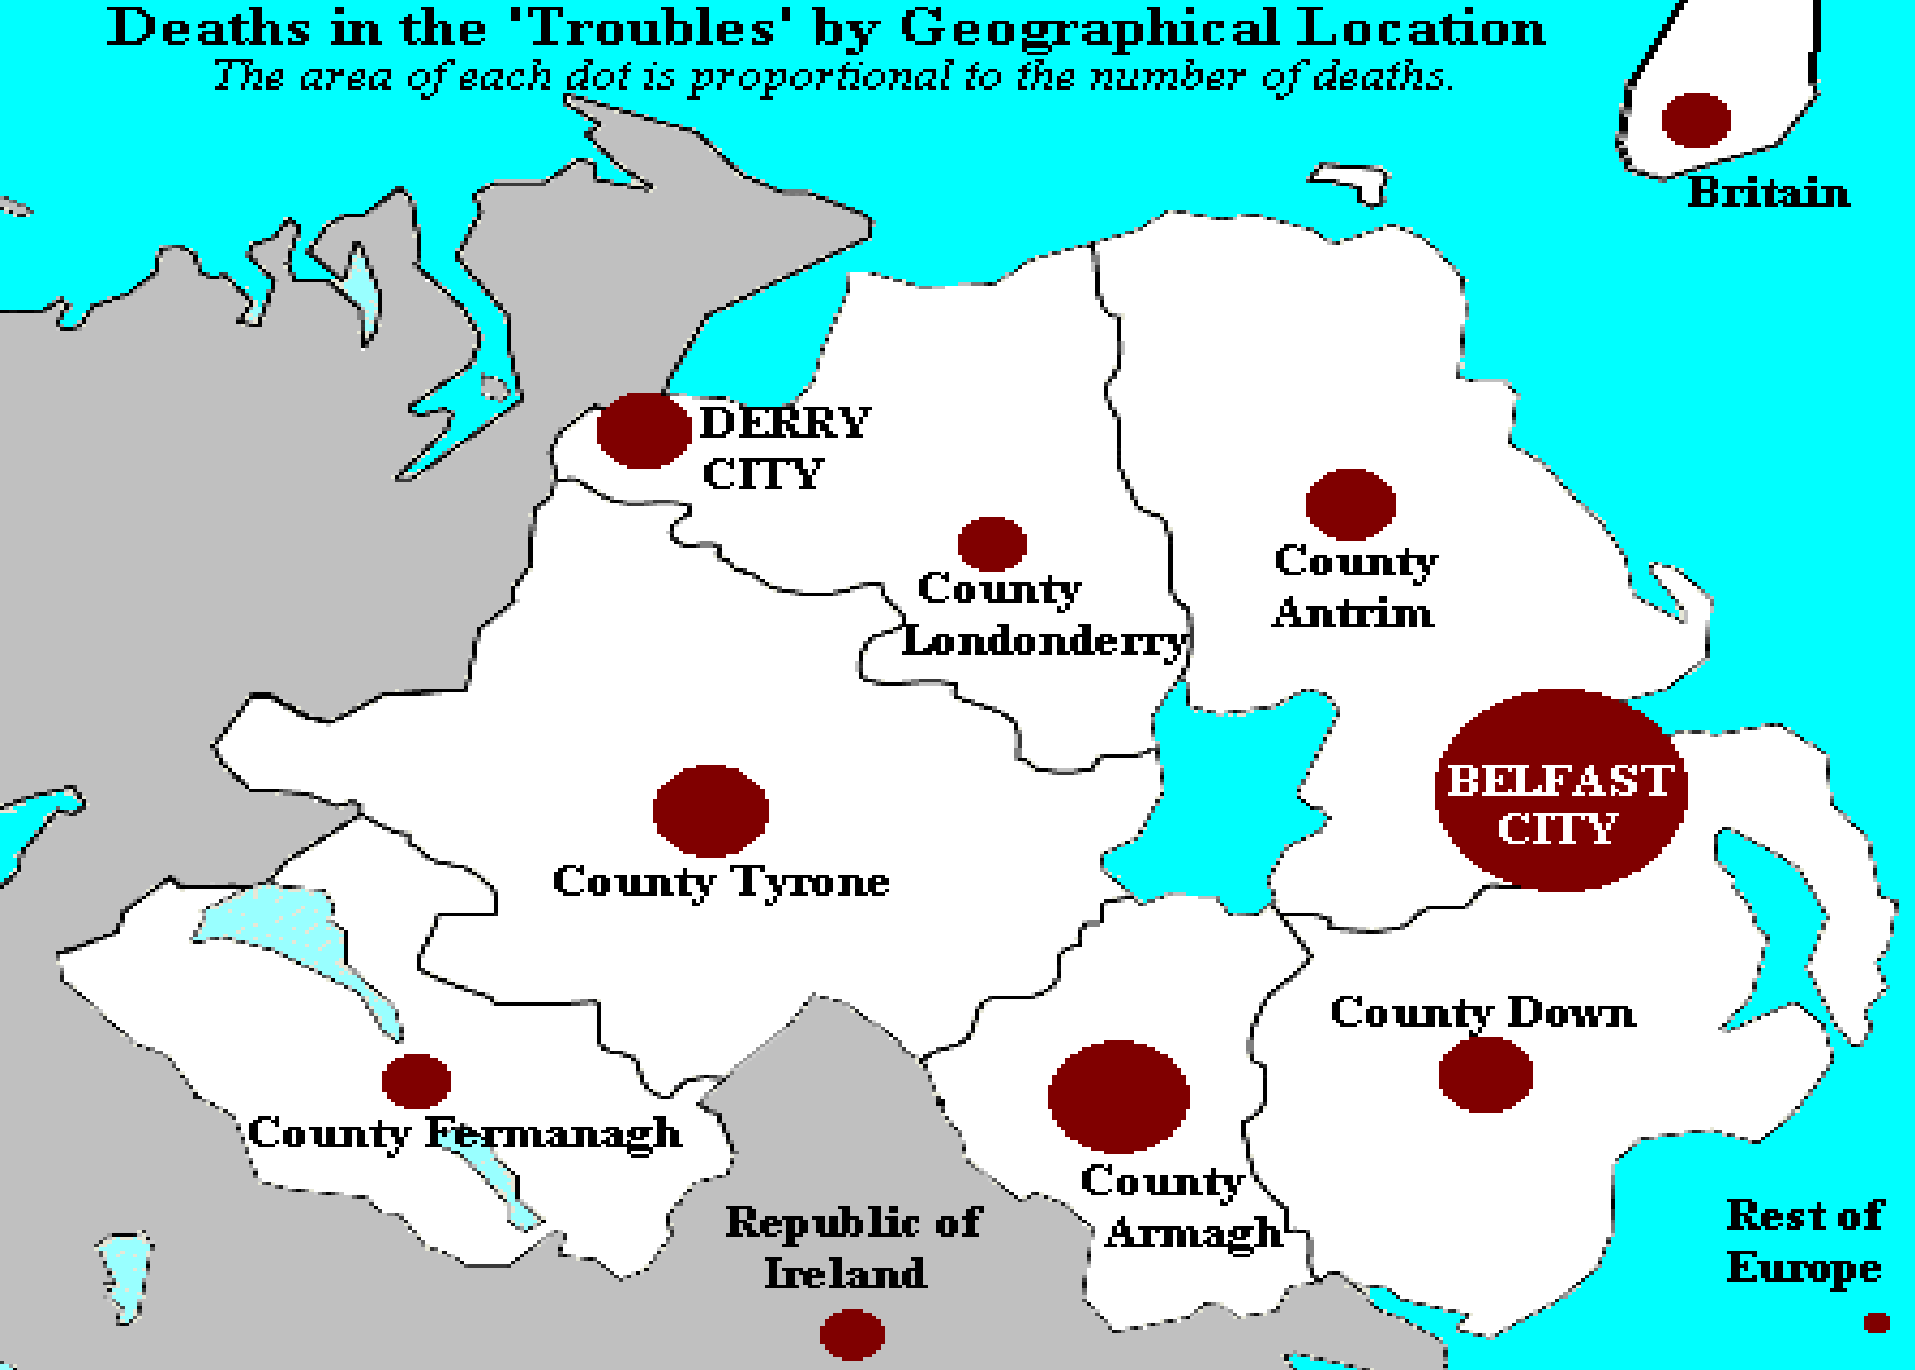 Deaths in the 'Troubles' by Geographical Location
The area of each dot is proportional to the number of deaths.
Britain
DERRY
CITY
County
Antrim
County
Londonderry
BELFAST
CITY
County Tyrone
County Down
County Fermanagh
County
Armagh
Republic of
Ireland
Rest of
Europe